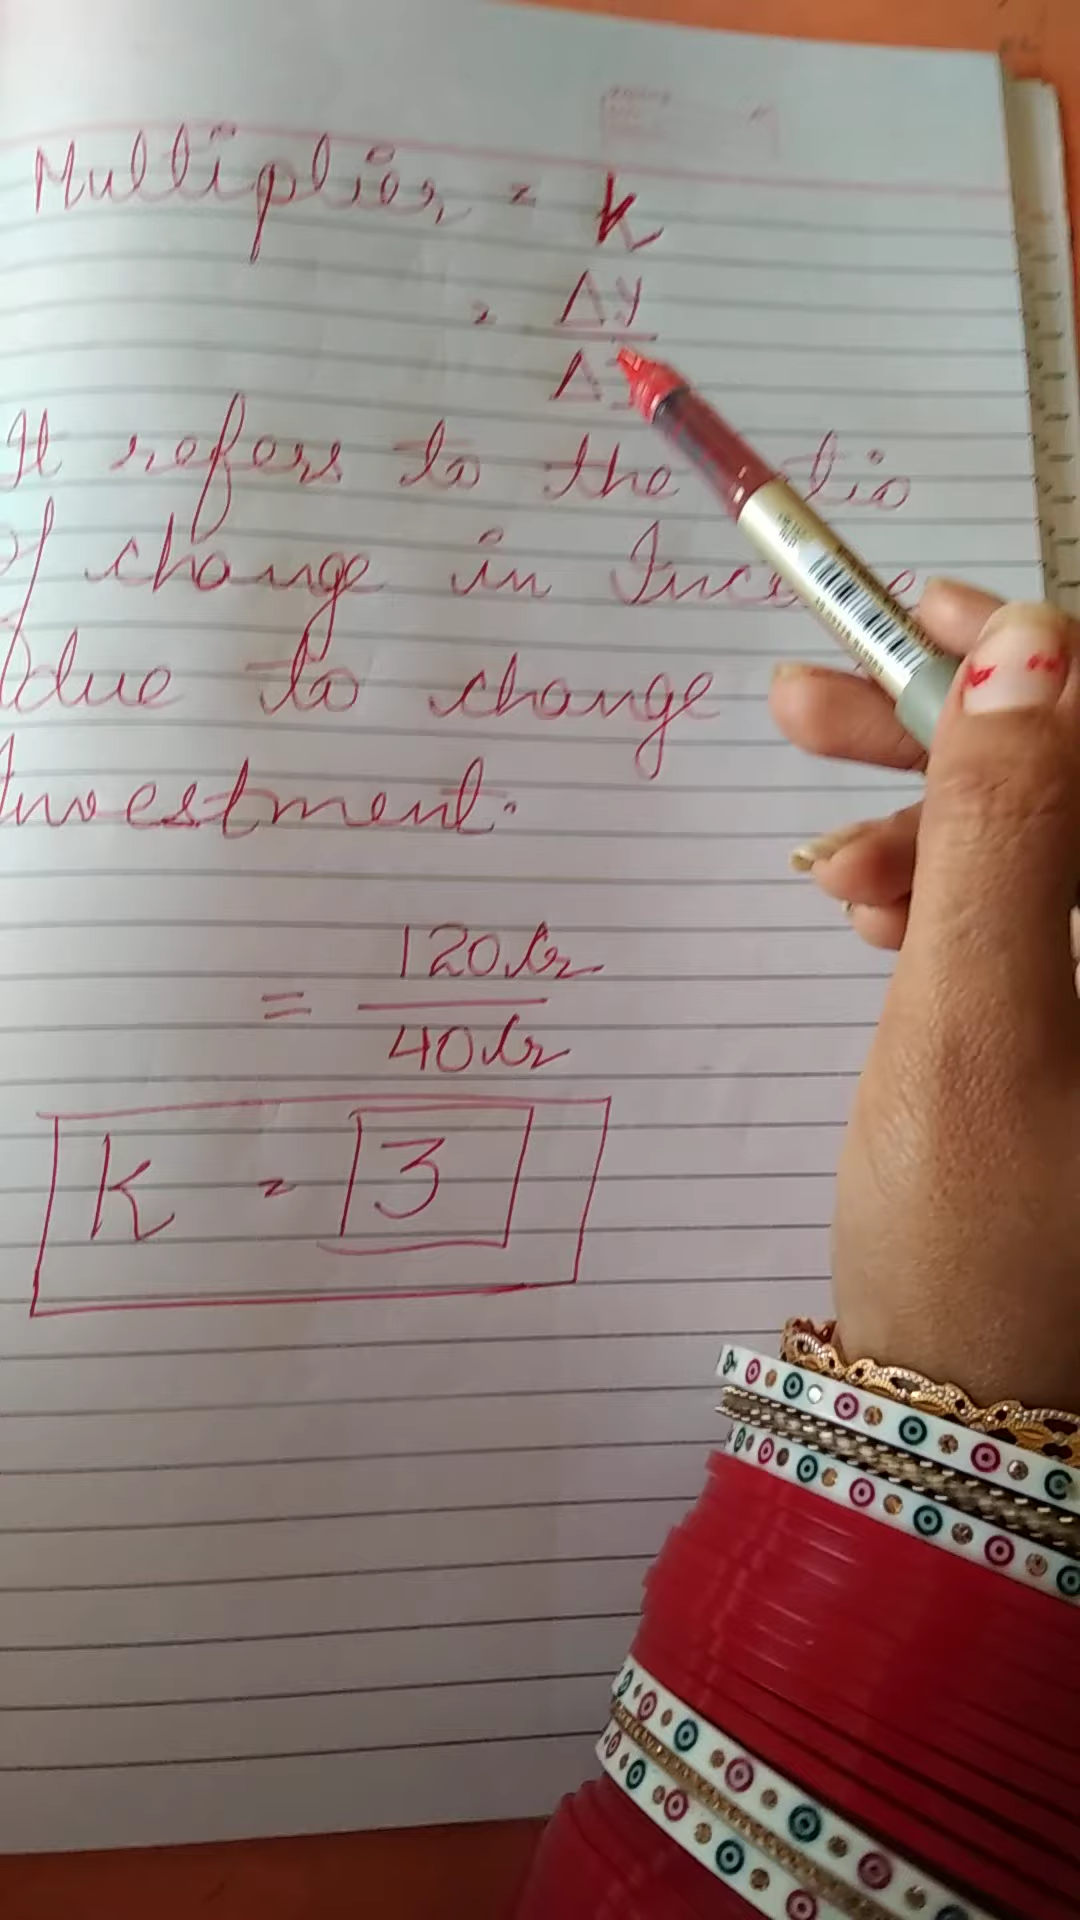 Multiplier = k
= ΔY
Δ
It refers to the
of change in
due to change
Investment.
= 120 Cr
40 Cr
K = 3